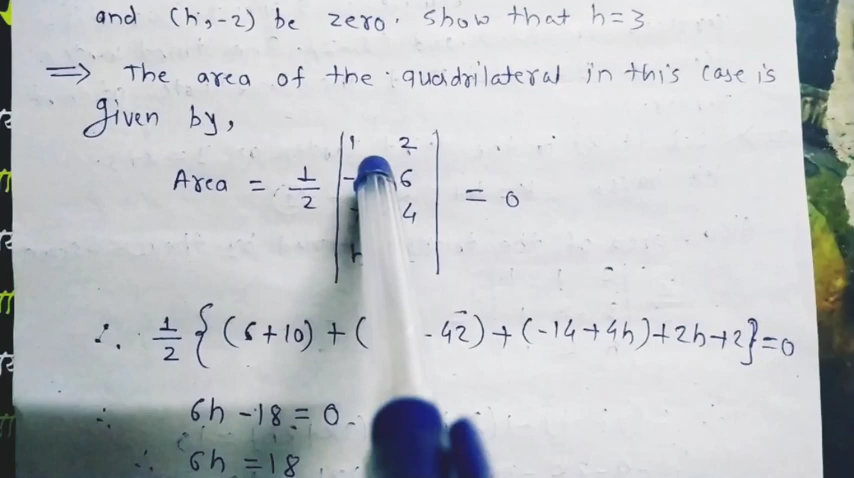 and (h,-2) be zero. show that h=3
⇒ The area of the quadrilateral in this case is
given by,
Area = 1/2 | 1 2
6
4
h | = 0
∴ 1/2 { (6+10) + ( -42) + (-14+4h)+2h+2}=0
∴ 6h -18 = 0
∴ 6h = 18